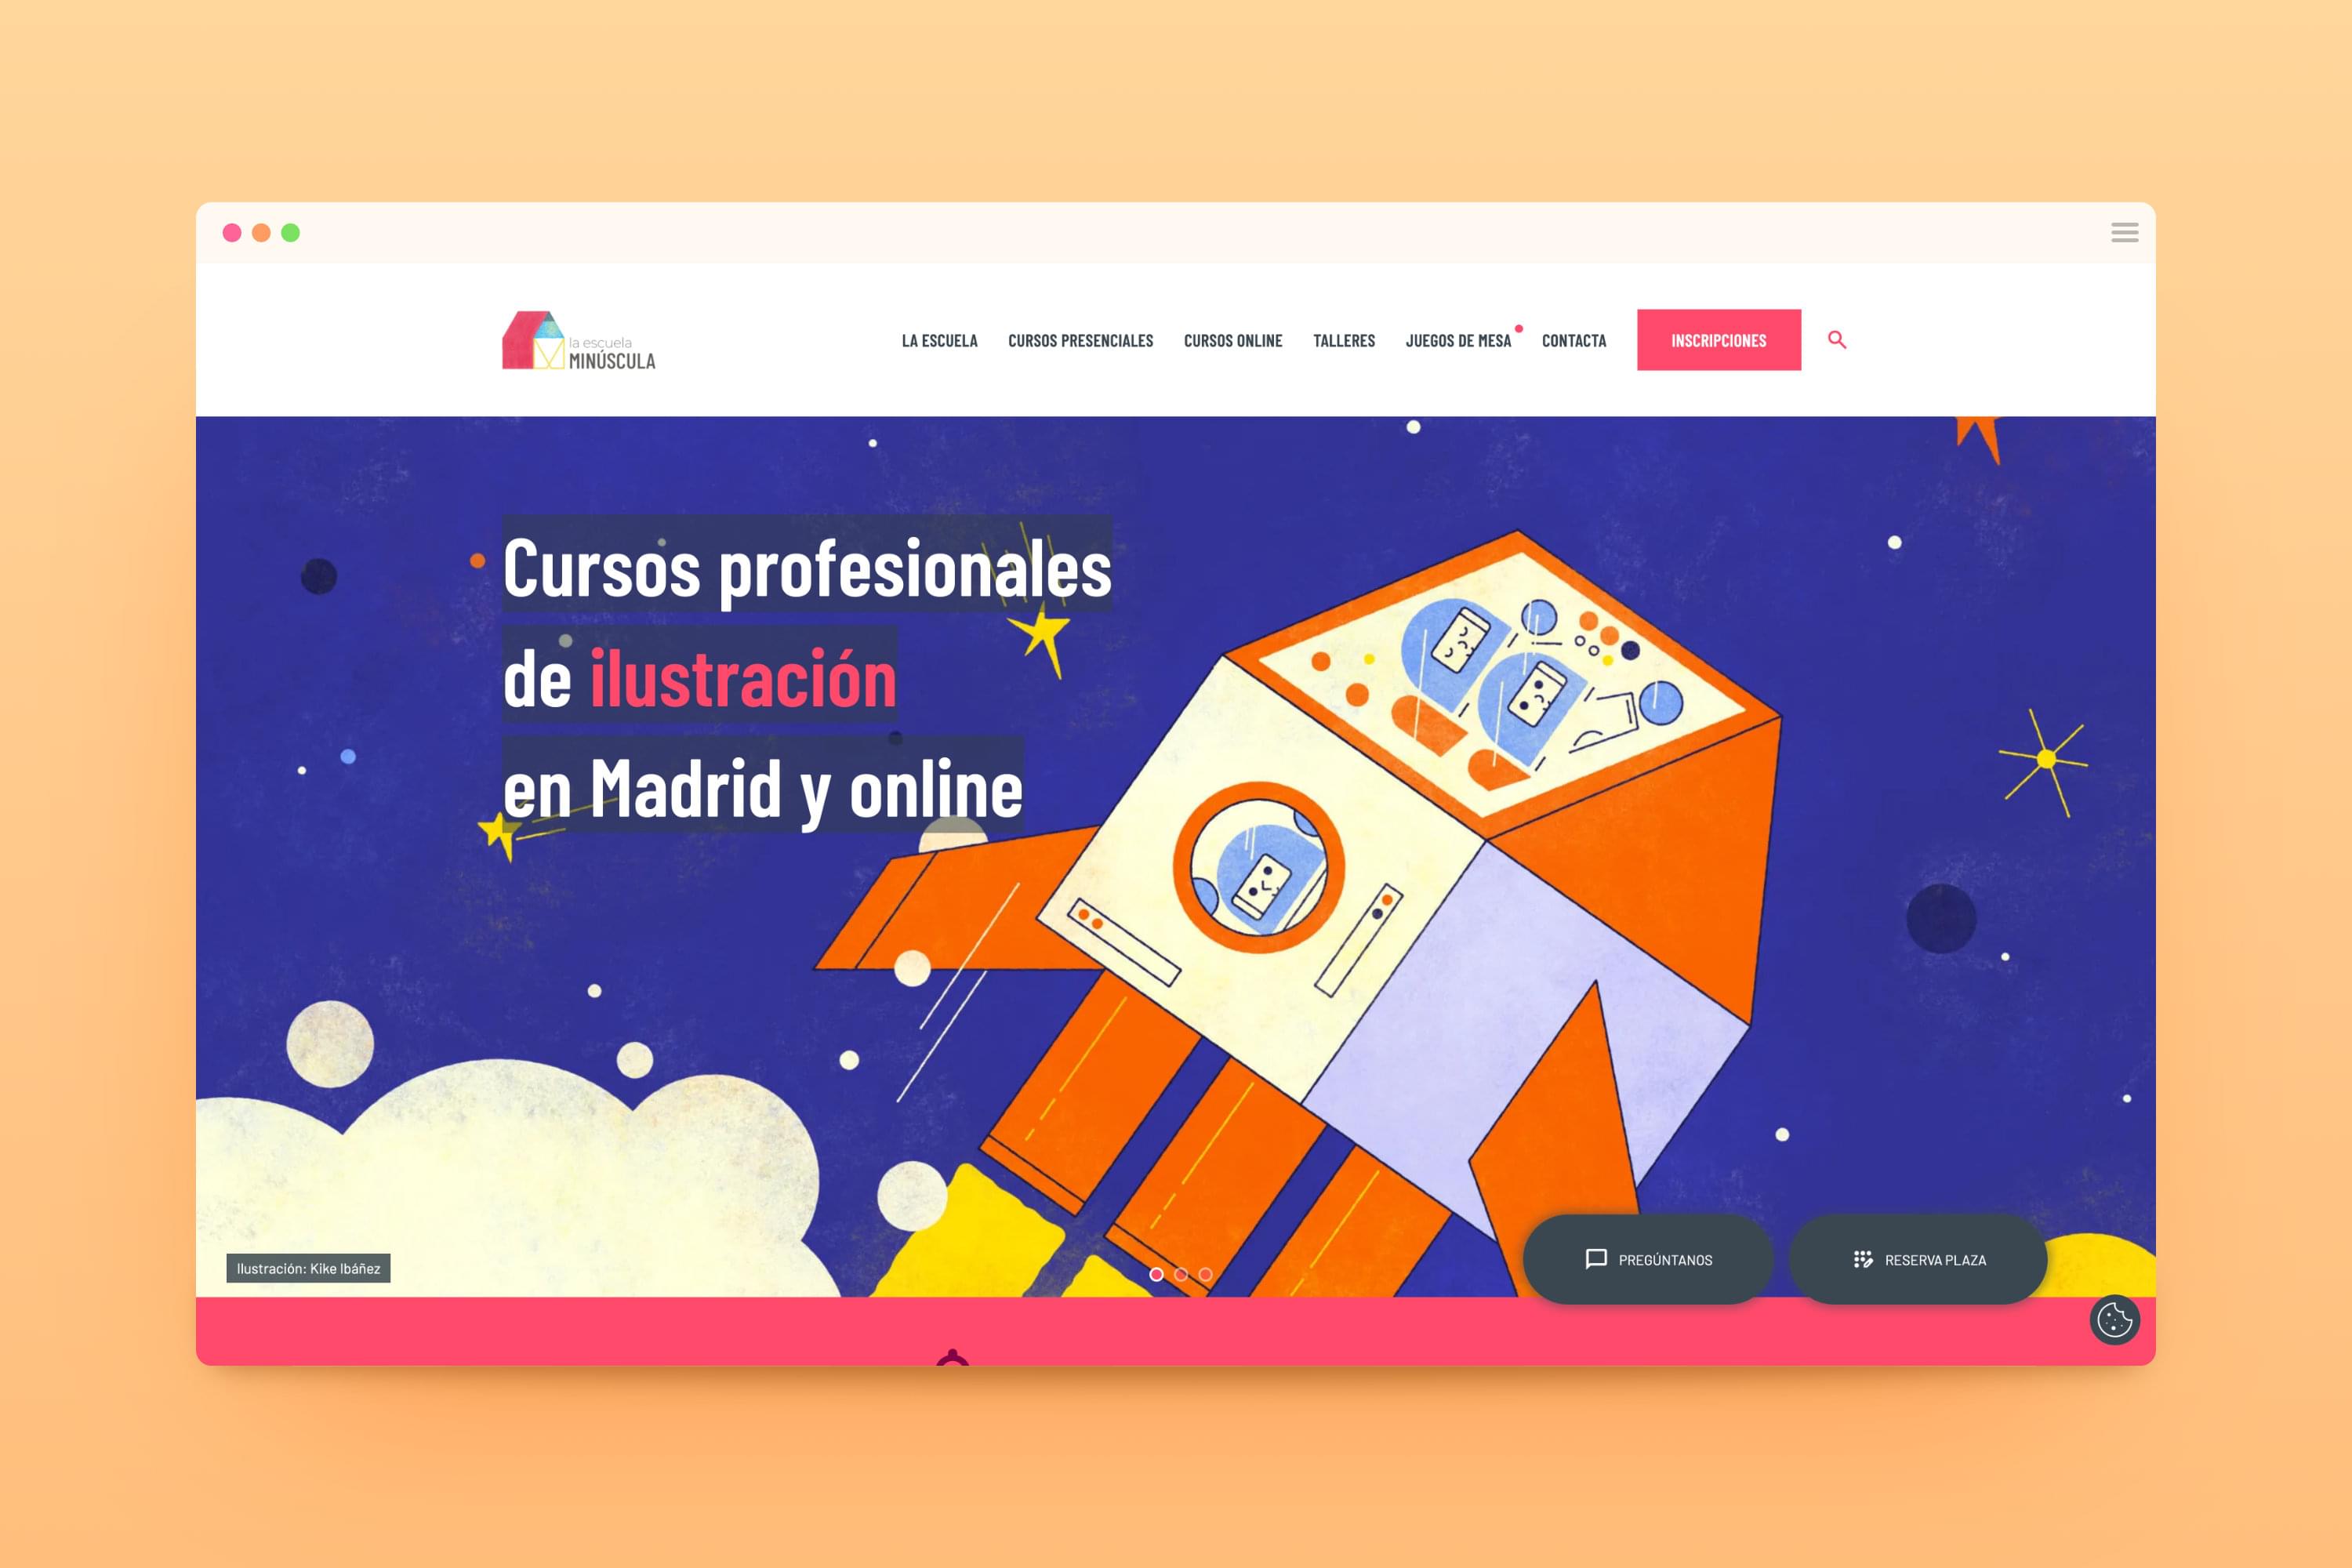 la escuela
MINÚSCULA
LA ESCUELA
CURSOS PRESENCIALES
CURSOS ONLINE
TALLERES
JUEGOS DE MESA
CONTACTA
INSCRIPCIONES
Cursos profesionales
de ilustración
en Madrid y online
Ilustración: Kike Ibáñez
PREGÚNTANOS
RESERVA PLAZA